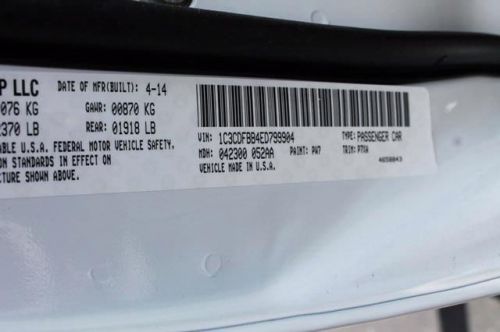 P LLC DATE OF MFR(BUILT): 4-14
076 KG GAWR: 00870 KG
370 LB REAR: 01918 LB
ABLE U.S.A. FEDERAL MOTOR VEHICLE SAFETY,
ON STANDARDS IN EFFECT ON
CTURE SHOWN ABOVE.
VIN: 1C3CDFBB4ED799904 TYPE: PASSENGER CAR
MDH: 042300 052AA PAINT: PW7 TRIM: P7XA
VEHICLE MADE IN U.S.A. 4658843